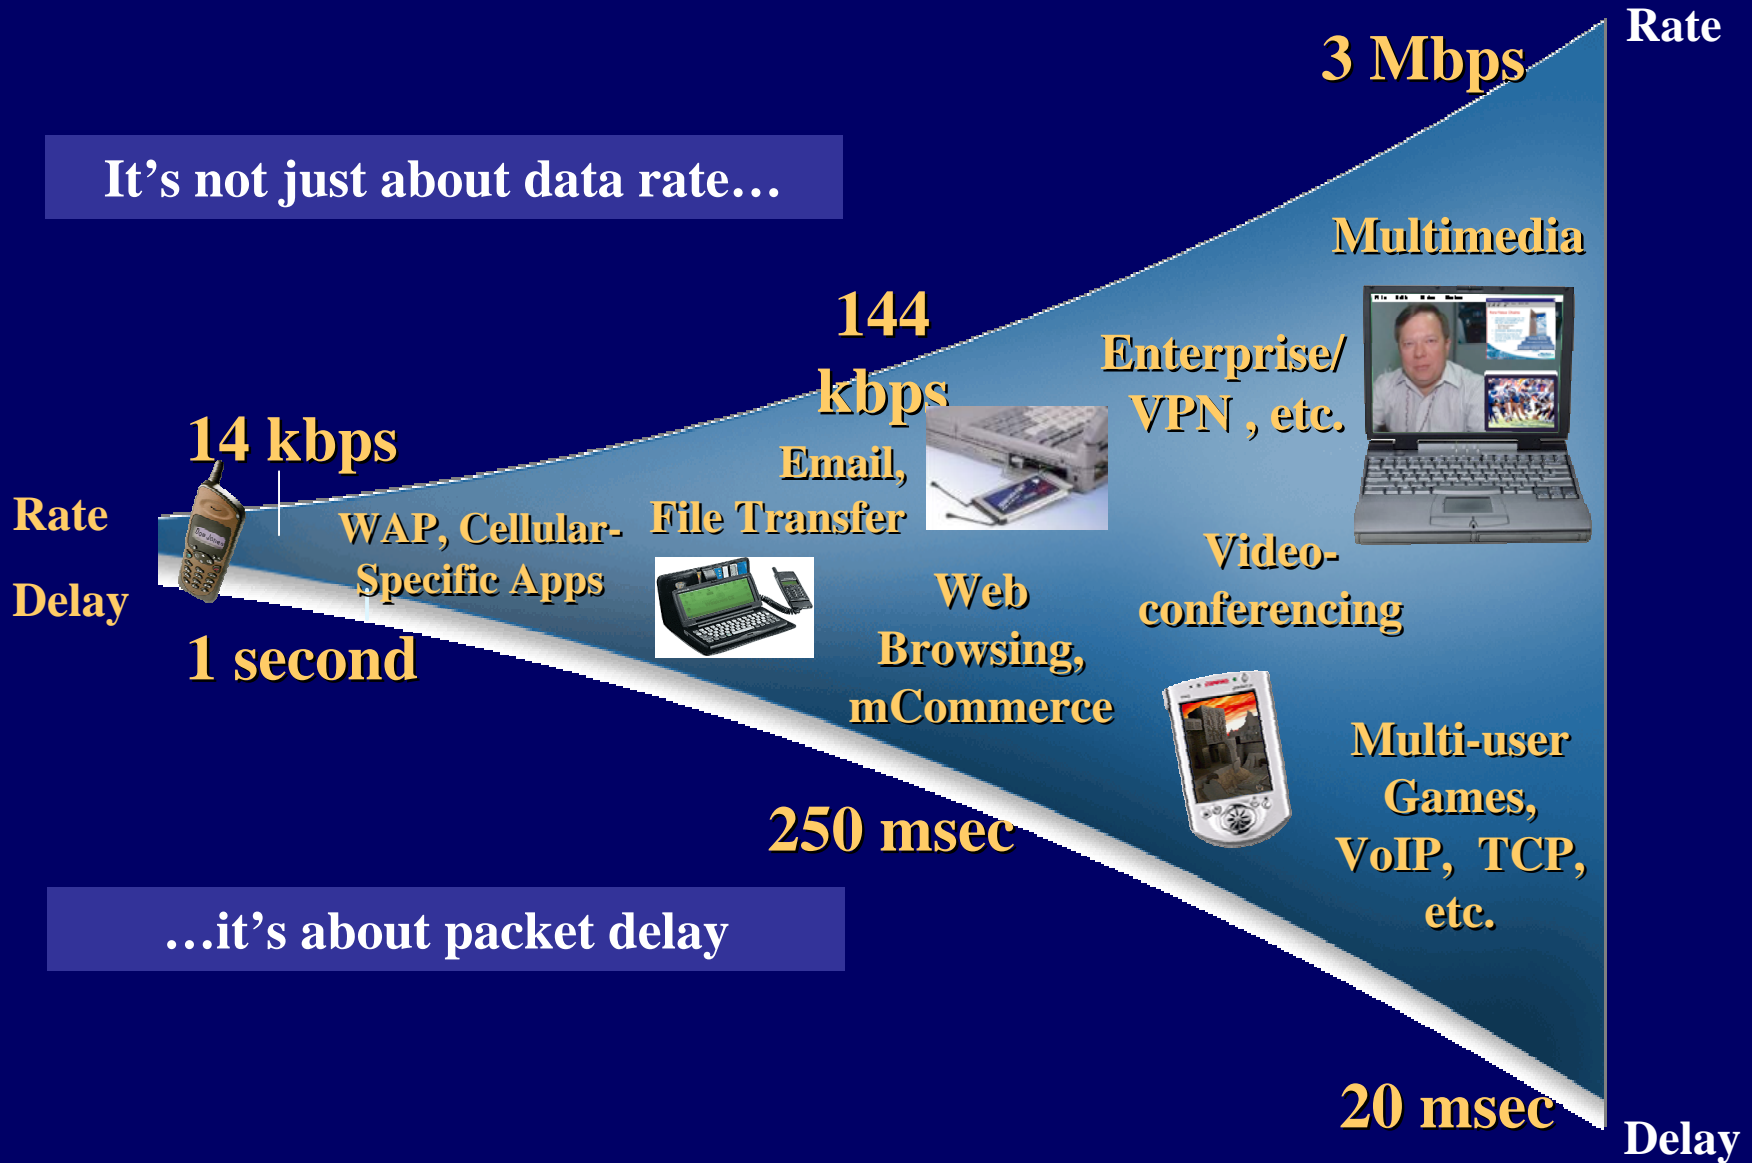 Rate
3 Mbps
It's not just about data rate…
Multimedia
144
kbps
Enterprise/
VPN , etc.
14 kbps
Email,
File Transfer
Rate
WAP, Cellular-
Specific Apps
Video-
conferencing
Delay
Web
Browsing,
mCommerce
1 second
Multi-user
Games,
VoIP, TCP,
etc.
250 msec
…it's about packet delay
20 msec
Delay